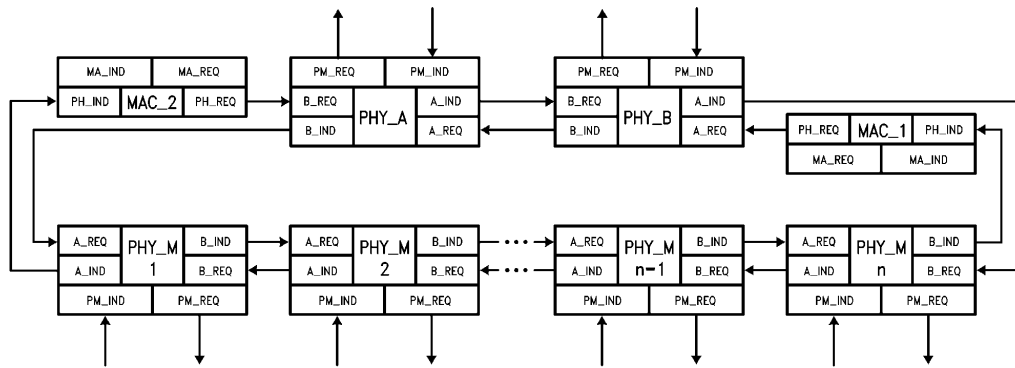 MA_IND MA_REQ
PH_IND MAC_2 PH_REQ
PM_REQ PM_IND
B_REQ A_IND
PHY_A
B_IND A_REQ
PM_REQ PM_IND
B_REQ A_IND
PHY_B
B_IND A_REQ
PH_REQ MAC_1 PH_IND
MA_REQ MA_IND
A_REQ PHY_M B_IND
A_IND 1 B_REQ
PM_IND PM_REQ
A_REQ PHY_M B_IND
A_IND 2 B_REQ
PM_IND PM_REQ
A_REQ PHY_M B_IND
A_IND n-1 B_REQ
PM_IND PM_REQ
A_REQ PHY_M B_IND
A_IND n B_REQ
PM_IND PM_REQ